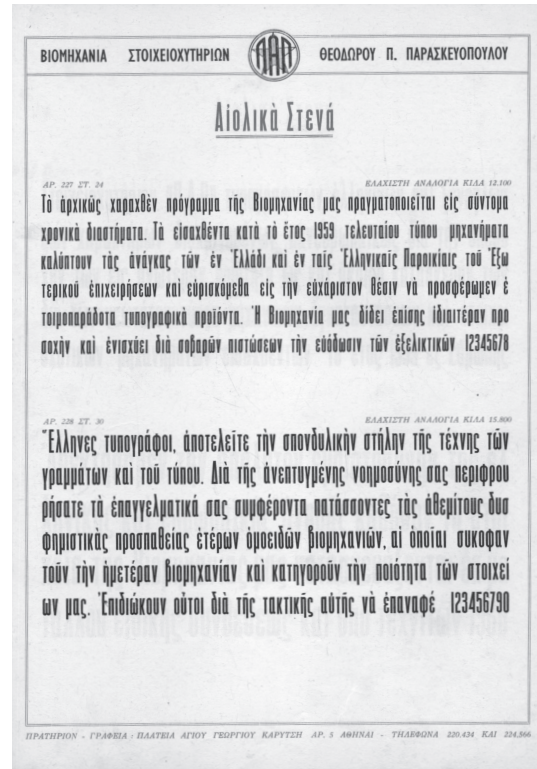 ΒΙΟΜΗΧΑΝΙΑ ΣΤΟΙΧΕΙΟΧΥΤΗΡΙΩΝ ΠΑΠ ΘΕΟΔΩΡΟΥ Π. ΠΑΡΑΣΚΕΥΟΠΟΥΛΟΥ
Αἰολικὰ Στενά
ΑΡ. 227 ΣΤ. 24 ΕΛΑΧΙΣΤΗ ΑΝΑΛΟΓΙΑ ΚΙΛΑ 12.100
Τὸ ἀρχικῶς χαραχθὲν πρόγραμμα τῆς Βιομηχανίας μας πραγματοποιεῖται εἰς σύντομα
χρονικὰ διαστήματα. Τὰ εἰσαχθέντα κατὰ τὸ ἔτος 1959 τελευταίου τύπου μηχανήματα
καλύπτουν τὰς ἀνάγκας τῶν ἐν Ἑλλάδι καὶ ἐν ταῖς Ἑλληνικαῖς Παροικίαις τοῦ Ἐξω
τερικοῦ ἐπιχειρήσεων καὶ εὑρισκόμεθα εἰς τὴν εὐχάριστον θέσιν νὰ προσφέρωμεν ἑ
τοιμοπαράδοτα τυπογραφικὰ προϊόντα. Ἡ Βιομηχανία μας δίδει ἐπίσης ἰδιαιτέραν προ
σοχὴν καὶ ἐνισχύει διὰ σοβαρῶν πιστώσεων τὴν εὐόδωσιν τῶν ἐξελικτικῶν 12345678
ΑΡ. 228 ΣΤ. 30 ΕΛΑΧΙΣΤΗ ΑΝΑΛΟΓΙΑ ΚΙΛΑ 15.800
Ἕλληνες τυπογράφοι, ἀποτελεῖτε τὴν σπονδυλικὴν στήλην τῆς τέχνης τῶν
γραμμάτων καὶ τοῦ τύπου. Διὰ τῆς ἀνεπτυγμένης νοημοσύνης σας περιφρου
ρήσατε τὰ ἐπαγγελματικά σας συμφέροντα πατάσσοντες τὰς ἀθεμίτους δυσ
φημιστικὰς προσπαθείας ἑτέρων ὁμοειδῶν βιομηχανιῶν, αἱ ὁποῖαι συκοφαν
τοῦν τὴν ἡμετέραν βιομηχανίαν καὶ κατηγοροῦν τὴν ποιότητα τῶν στοιχεί
ων μας. Ἐπιδιώκουν οὗτοι διὰ τῆς τακτικῆς αὐτῆς νὰ ἐπαναφέ 123456790
ΠΡΑΤΗΡΙΟΝ - ΓΡΑΦΕΙΑ : ΠΛΑΤΕΙΑ ΑΓΙΟΥ ΓΕΩΡΓΙΟΥ ΚΑΡΥΤΣΗ ΑΡ. 5 ΑΘΗΝΑΙ - ΤΗΛΕΦΩΝΑ 220.434 ΚΑΙ 224.566